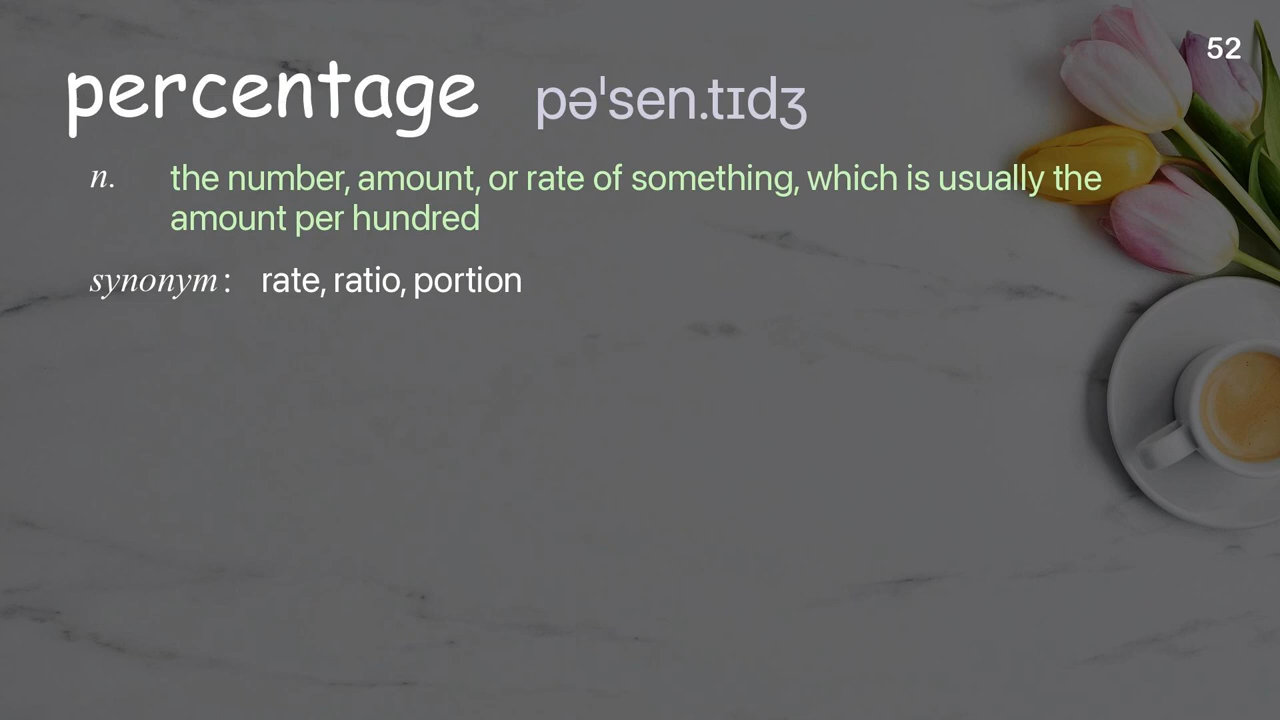 52
percentage pəˈsen.tɪdʒ
n. the number, amount, or rate of something, which is usually the
amount per hundred
synonym: rate, ratio, portion